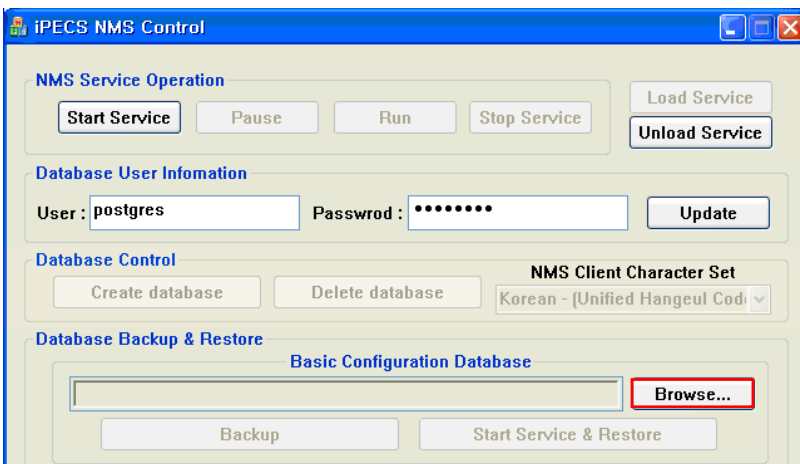 iPECS NMS Control
NMS Service Operation
Start Service Pause Run Stop Service
Load Service
Unload Service
Database User Infomation
User : postgres Passwrod : •••••••• Update
Database Control
Create database Delete database
NMS Client Character Set
Korean - (Unified Hangeul Code
Database Backup & Restore
Basic Configuration Database
Browse...
Backup Start Service & Restore